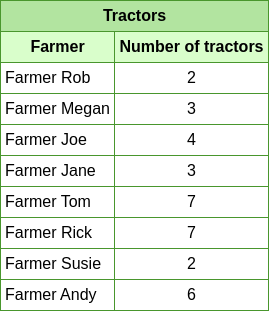 Tractors
Farmer Number of tractors
Farmer Rob 2
Farmer Megan 3
Farmer Joe 4
Farmer Jane 3
Farmer Tom 7
Farmer Rick 7
Farmer Susie 2
Farmer Andy 6